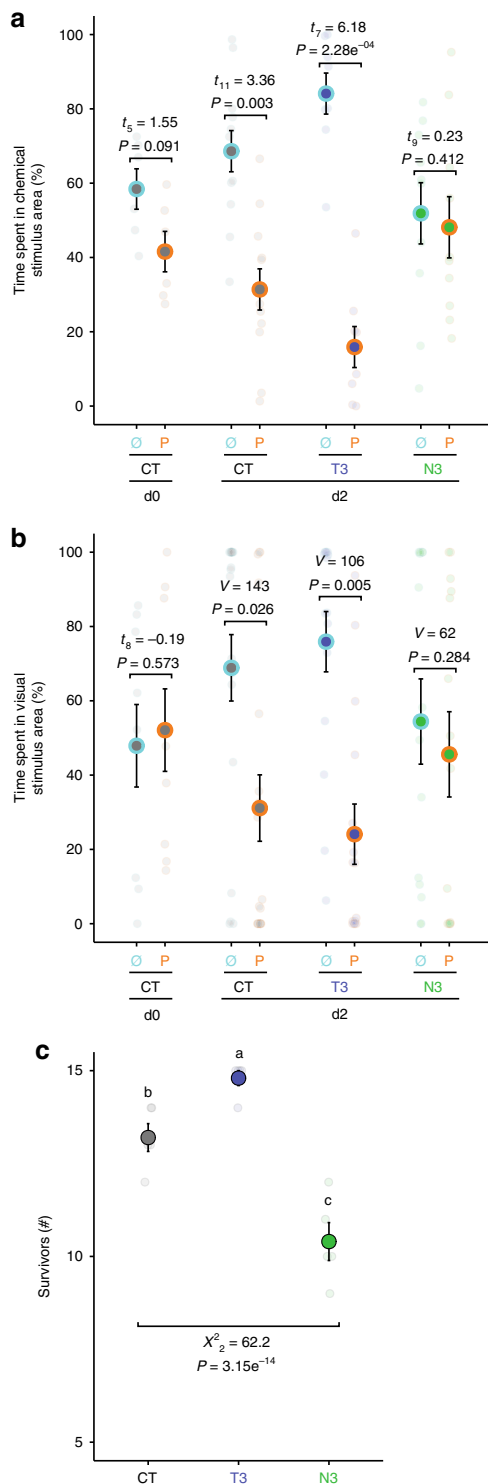 a
Time spent in chemical
stimulus area (%)
100
80
60
40
20
0
t5 = 1.55
P = 0.091
t11 = 3.36
P = 0.003
t7 = 6.18
P = 2.28e−04
t9 = 0.23
P = 0.412
Ø P Ø P Ø P Ø P
CT CT T3 N3
d0 d2
b
Time spent in visual
stimulus area (%)
100
80
60
40
20
0
t8 = −0.19
P = 0.573
V = 143
P = 0.026
V = 106
P = 0.005
V = 62
P = 0.284
Ø P Ø P Ø P Ø P
CT CT T3 N3
d0 d2
c
Survivors (#)
15
10
5
b
a
c
X²2 = 62.2
P = 3.15e−14
CT T3 N3